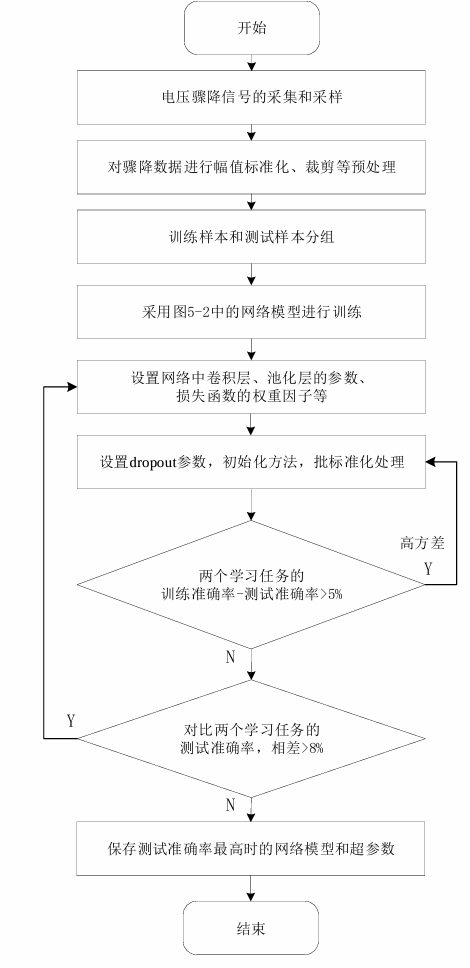 开始
电压骤降信号的采集和采样
对骤降数据进行幅值标准化、裁剪等预处理
训练样本和测试样本分组
采用图5-2中的网络模型进行训练
设置网络中卷积层、池化层的参数、
损失函数的权重因子等
设置dropout参数，初始化方法，批标准化处理
高方差
Y
两个学习任务的
训练准确率-测试准确率>5%
N
Y
对比两个学习任务的
测试准确率，相差>8%
N
保存测试准确率最高时的网络模型和超参数
结束